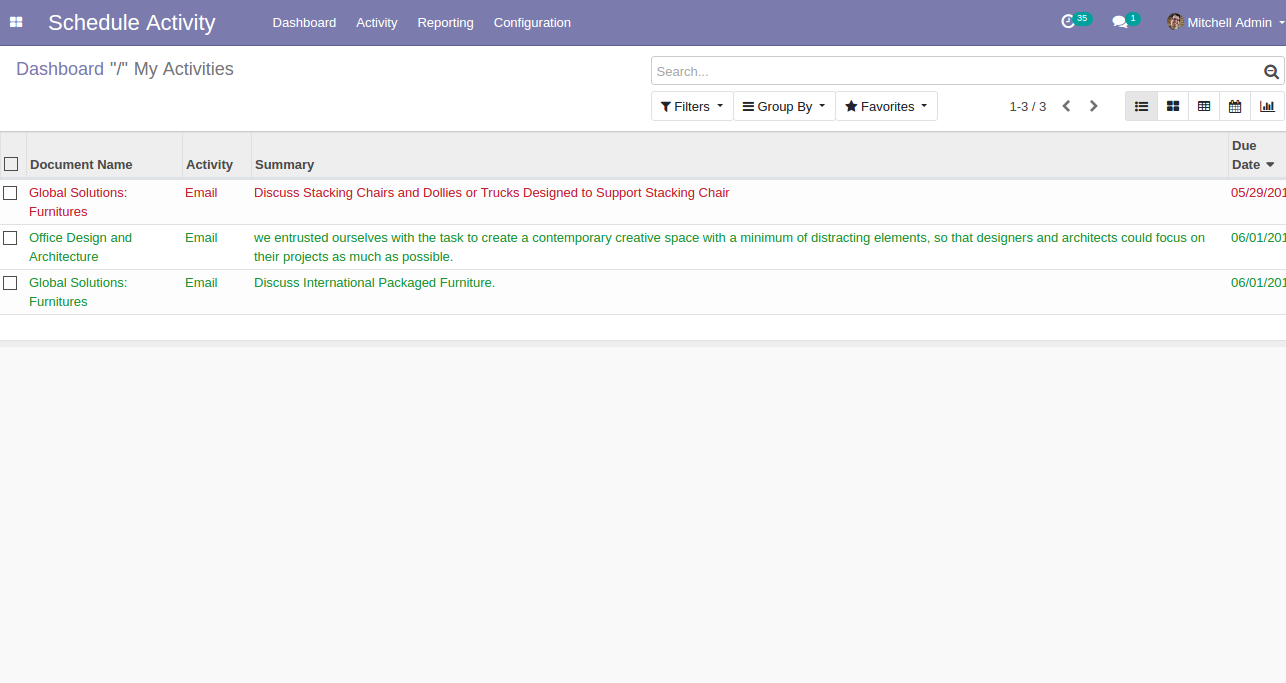 Schedule Activity Dashboard Activity Reporting Configuration 35 1 Mitchell Admin
Dashboard "/" My Activities
Search...
Filters Group By Favorites 1-3 / 3
Document Name Activity Summary Due Date
Global Solutions: Furnitures Email Discuss Stacking Chairs and Dollies or Trucks Designed to Support Stacking Chair 05/29/201
Office Design and Architecture Email we entrusted ourselves with the task to create a contemporary creative space with a minimum of distracting elements, so that designers and architects could focus on
their projects as much as possible. 06/01/201
Global Solutions: Furnitures Email Discuss International Packaged Furniture. 06/01/201